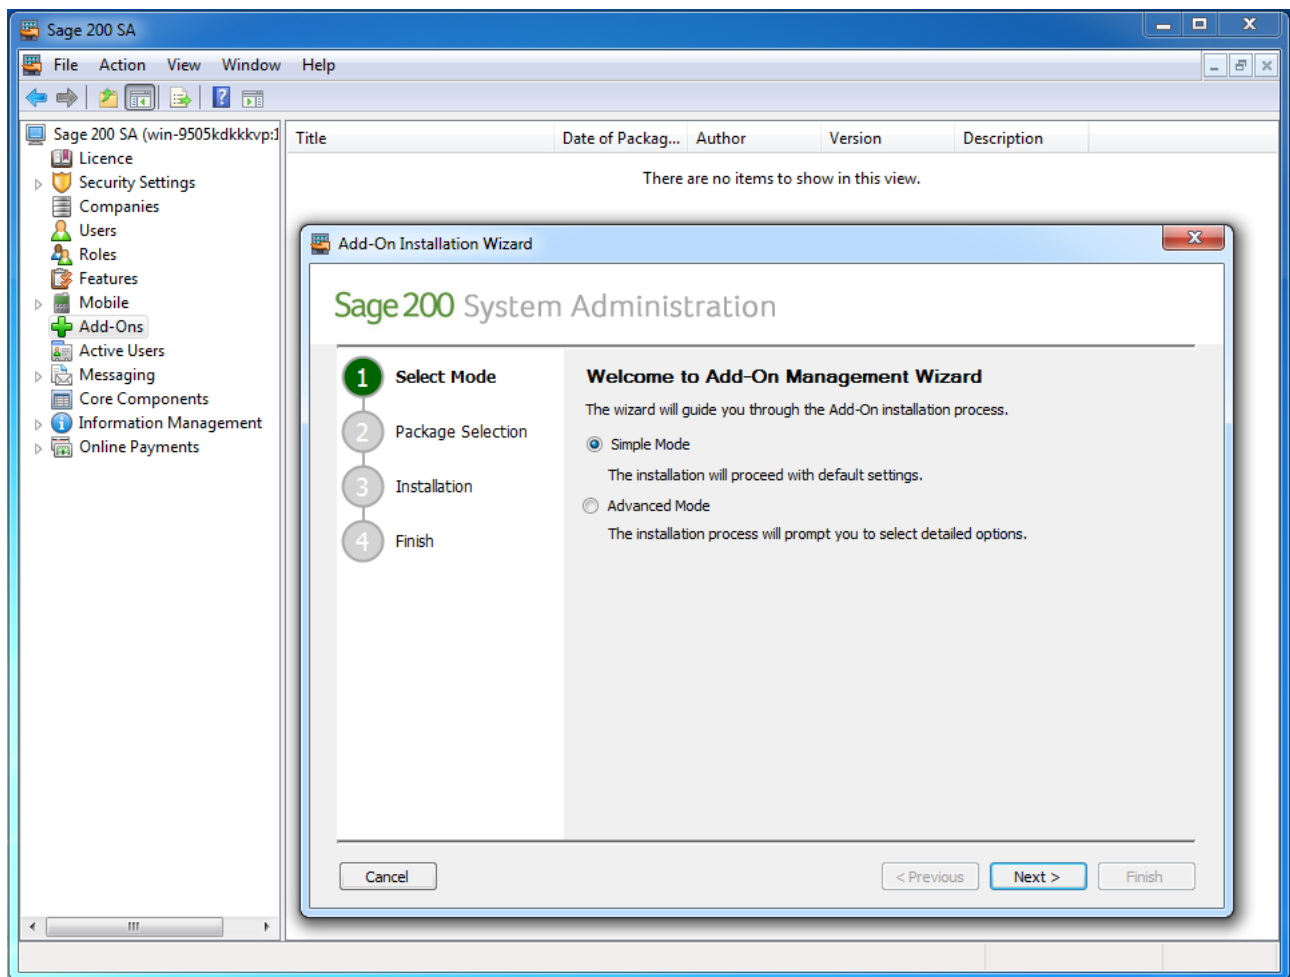 Sage 200 SA
File Action View Window Help
Sage 200 SA (win-9505kdkkkvp:1
Licence
Security Settings
Companies
Users
Roles
Features
Mobile
Add-Ons
Active Users
Messaging
Core Components
Information Management
Online Payments
Title Date of Packag... Author Version Description
There are no items to show in this view.
Add-On Installation Wizard
Sage 200 System Administration
1 Select Mode
2 Package Selection
3 Installation
4 Finish
Welcome to Add-On Management Wizard
The wizard will guide you through the Add-On installation process.
Simple Mode
The installation will proceed with default settings.
Advanced Mode
The installation process will prompt you to select detailed options.
Cancel < Previous Next > Finish